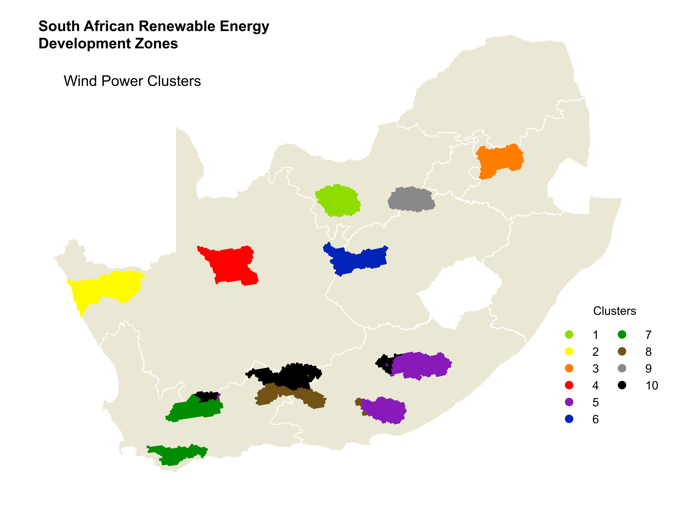 South African Renewable Energy
Development Zones
Wind Power Clusters
Clusters
1 7
2 8
3 9
4 10
5
6